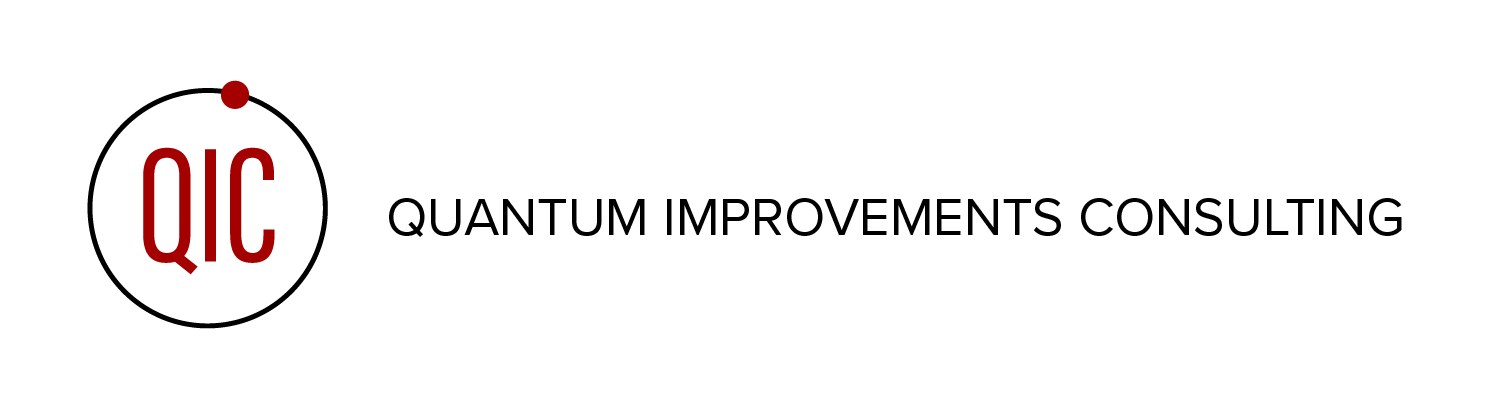 QIC
QUANTUM IMPROVEMENTS CONSULTING